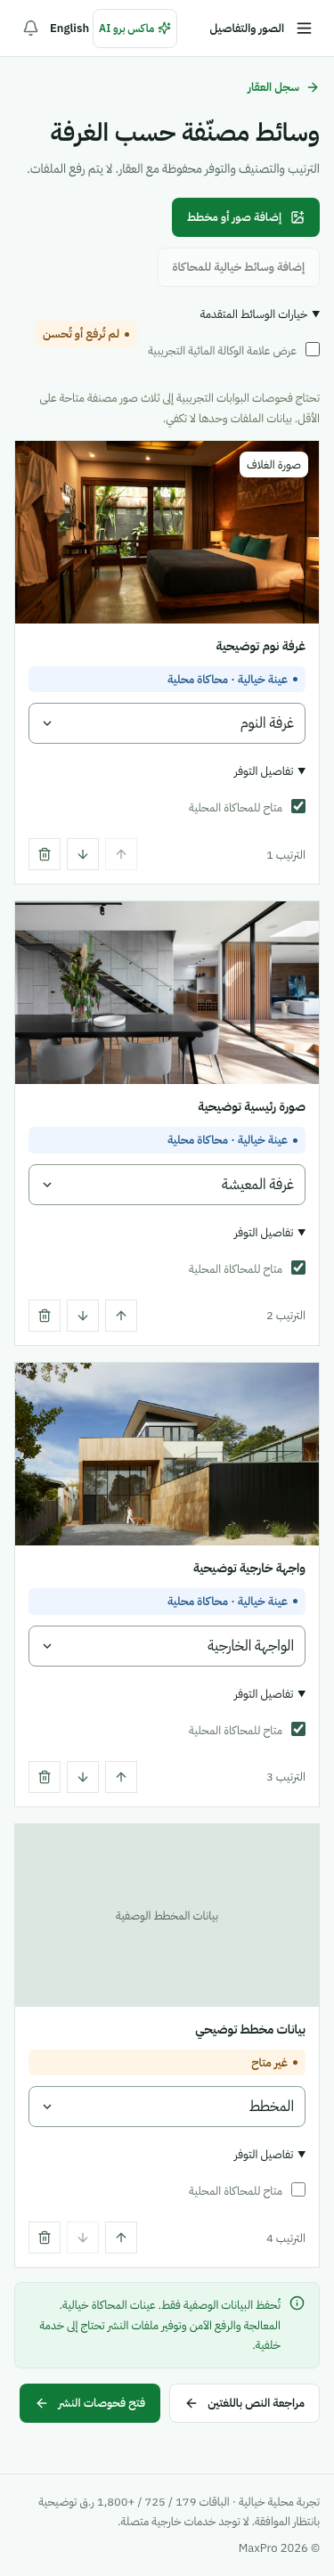 الصور والتفاصيل
ماكس برو AI
English
سجل العقار
وسائط مصنّفة حسب الغرفة
الترتيب والتصنيف والتوفر محفوظة مع العقار. لا يتم رفع الملفات.
إضافة صور أو مخطط
إضافة وسائط خيالية للمحاكاة
خيارات الوسائط المتقدمة
عرض علامة الوكالة المائية التجريبية
لم تُرفع أو تُحسن
تحتاج فحوصات البوابات التجريبية إلى ثلاث صور مصنفة متاحة على
الأقل. بيانات الملفات وحدها لا تكفي.
صورة الغلاف
غرفة نوم توضيحية
عينة خيالية · محاكاة محلية
غرفة النوم
تفاصيل التوفر
متاح للمحاكاة المحلية
الترتيب 1
صورة رئيسية توضيحية
عينة خيالية · محاكاة محلية
غرفة المعيشة
تفاصيل التوفر
متاح للمحاكاة المحلية
الترتيب 2
واجهة خارجية توضيحية
عينة خيالية · محاكاة محلية
الواجهة الخارجية
تفاصيل التوفر
متاح للمحاكاة المحلية
الترتيب 3
بيانات المخطط الوصفية
بيانات مخطط توضيحي
غير متاح
المخطط
تفاصيل التوفر
متاح للمحاكاة المحلية
الترتيب 4
تُحفظ البيانات الوصفية فقط. عينات المحاكاة خيالية.
المعالجة والرفع الآمن وتوفير ملفات النشر تحتاج إلى خدمة
خلفية.
مراجعة النص باللغتين
فتح فحوصات النشر
تجربة محلية خيالية · الباقات 179 / 725 / +1,800 ر.ق توضيحية
بانتظار الموافقة. لا توجد خدمات خارجية متصلة.
© 2026 MaxPro